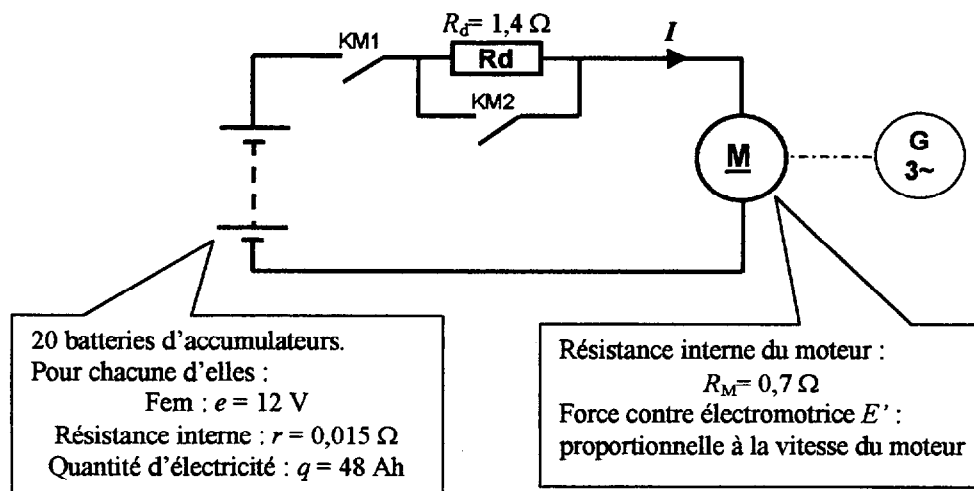 R_d= 1,4 Ω
KM1
Rd
I
KM2
M
G
3~
20 batteries d'accumulateurs.
Pour chacune d'elles :
Fem : e = 12 V
Résistance interne : r = 0,015 Ω
Quantité d'électricité : q = 48 Ah
Résistance interne du moteur :
R_M= 0,7 Ω
Force contre électromotrice E' :
proportionnelle à la vitesse du moteur